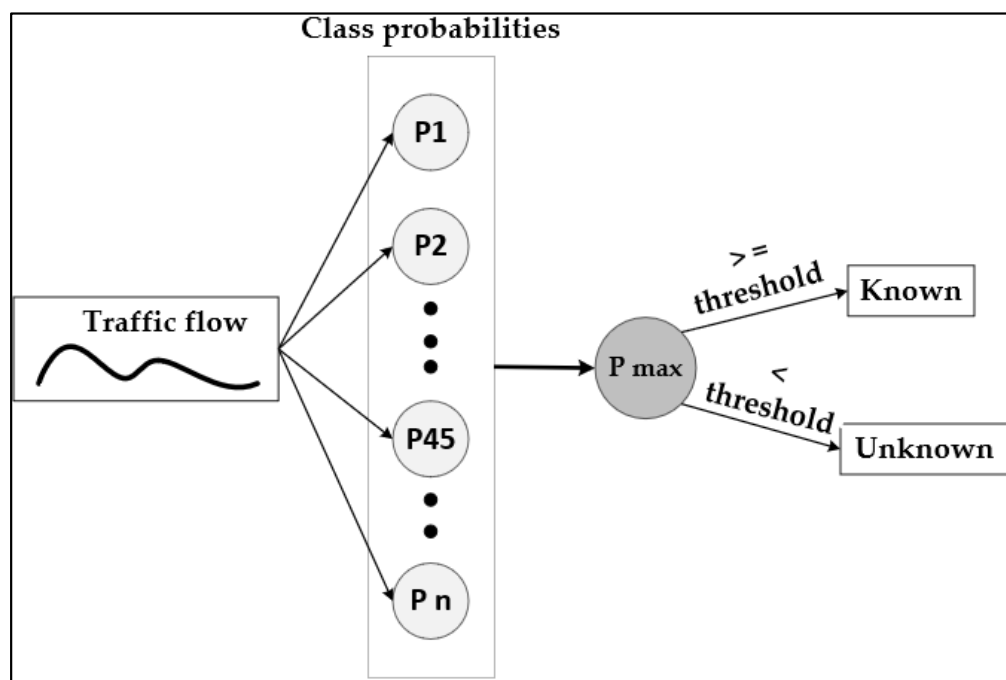 Class probabilities
P1
P2
Traffic flow
P45
P n
P max
> =
threshold
Known
<
threshold
Unknown